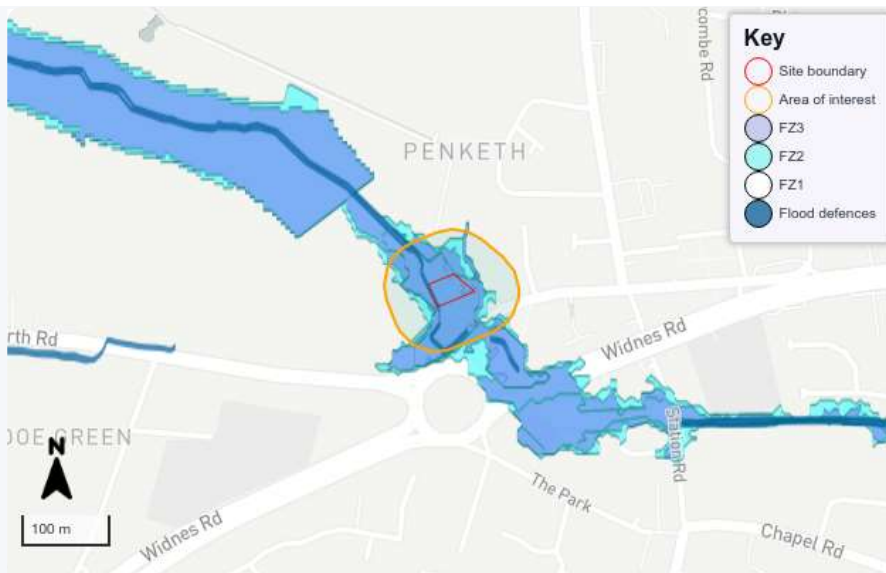 combe Rd
Key
Site boundary
Area of interest
FZ3
FZ2
FZ1
Flood defences
PENKETH
rth Rd
Widnes Rd
DOE GREEN
N
Station Rd
100 m
Widnes Rd
The Park
Chapel Rd